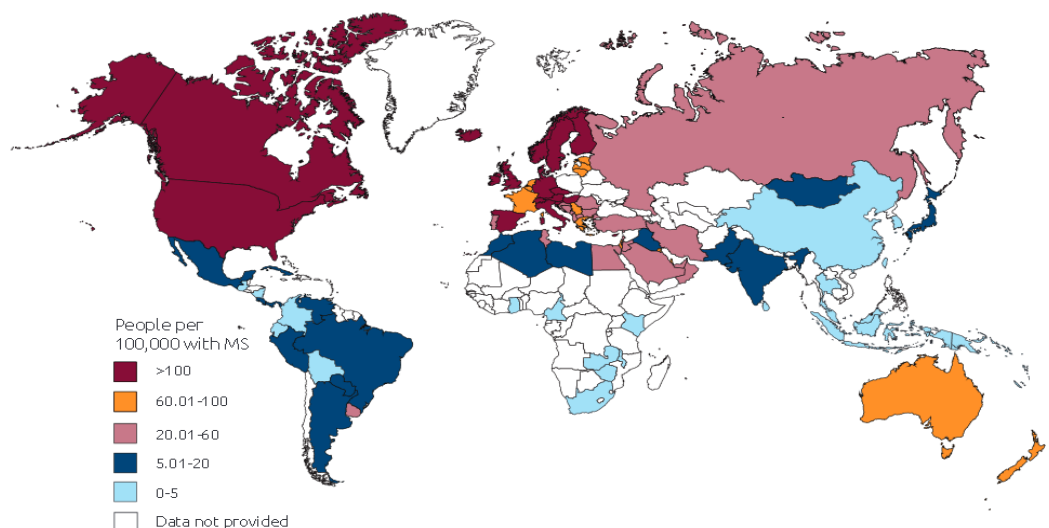 People per
100,000 with MS
>100
60.01-100
20.01-60
5.01-20
0-5
Data not provided